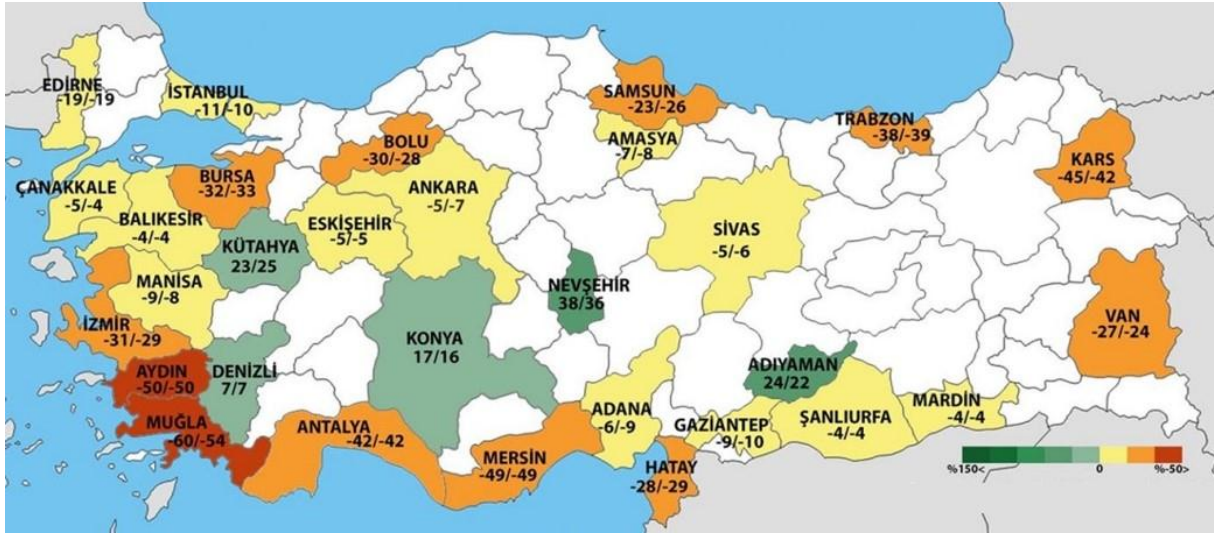 EDİRNE
-19/-19
İSTANBUL
-11/-10
SAMSUN
-23/-26
TRABZON
-38/-39
BOLU
-30/-28
AMASYA
-7/-8
KARS
-45/-42
ÇANAKKALE
-5/-4
BURSA
-32/-33
ANKARA
-5/-7
BALIKESİR
-4/-4
ESKİŞEHİR
-5/-5
SİVAS
-5/-6
KÜTAHYA
23/25
MANİSA
-9/-8
NEVŞEHİR
38/36
İZMİR
-31/-29
KONYA
17/16
VAN
-27/-24
AYDIN
-50/-50
DENİZLİ
7/7
ADIYAMAN
24/22
MUĞLA
-60/-54
ANTALYA
-42/-42
MERSİN
-49/-49
ADANA
-6/-9
GAZİANTEP
-9/-10
ŞANLIURFA
-4/-4
MARDİN
-4/-4
HATAY
-28/-29
%150< 0 %-50>